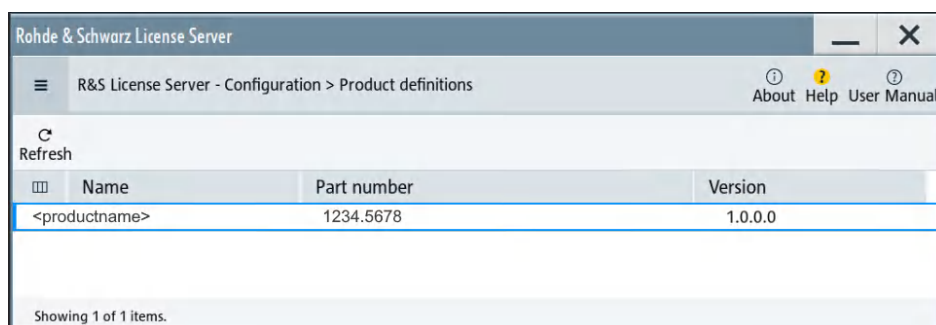 Rohde & Schwarz License Server
R&S License Server - Configuration > Product definitions
About Help User Manual
Refresh
Name Part number Version
<productname> 1234.5678 1.0.0.0
Showing 1 of 1 items.